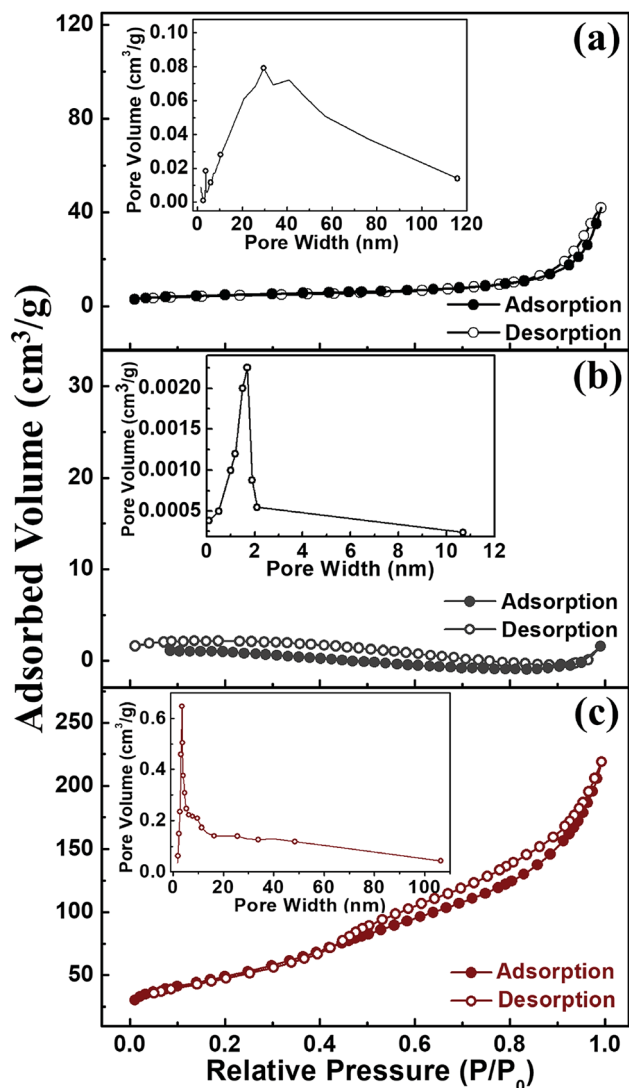 Adsorbed Volume (cm³/g)
(a)
120
80
40
0
Pore Volume (cm³/g)
0.10
0.08
0.06
0.04
0.02
0.00
0 20 40 60 80 100 120
Pore Width (nm)
Adsorption
Desorption
(b)
30
20
10
0
Pore Volume (cm³/g)
0.0020
0.0015
0.0010
0.0005
0 2 4 6 8 10 12
Pore Width (nm)
Adsorption
Desorption
(c)
250
200
150
100
50
0
Pore Volume (cm³/g)
0.6
0.4
0.2
0.0
0 20 40 60 80 100
Pore Width (nm)
Adsorption
Desorption
0.0 0.2 0.4 0.6 0.8 1.0
Relative Pressure (P/P₀)